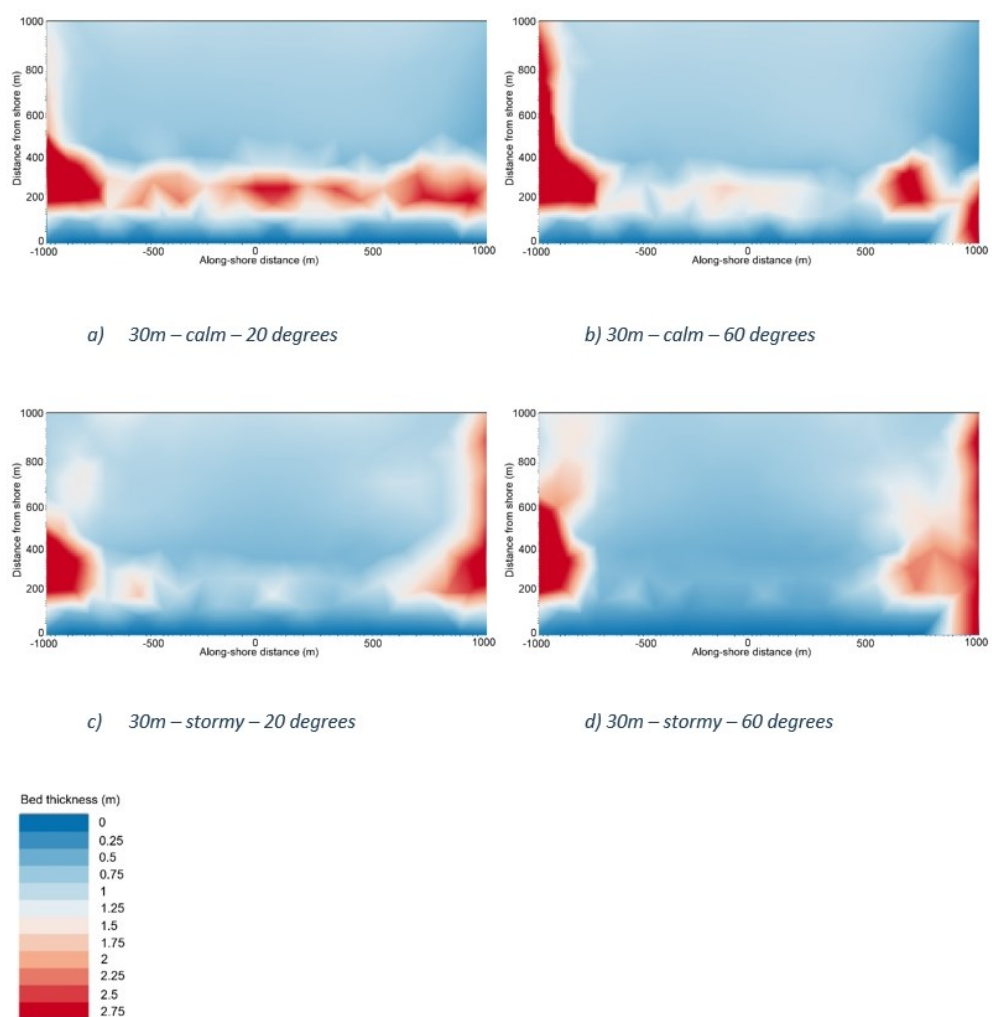 1000
800
600
400
200
0
Distance from shore (m)
-1000 -500 0 500 1000
Along-shore distance (m)
1000
800
600
400
200
0
Distance from shore (m)
-1000 -500 0 500 1000
Along-shore distance (m)
a) 30m – calm – 20 degrees
b) 30m – calm – 60 degrees
1000
800
600
400
200
0
Distance from shore (m)
-1000 -500 0 500 1000
Along-shore distance (m)
1000
800
600
400
200
0
Distance from shore (m)
-1000 -500 0 500 1000
Along-shore distance (m)
c) 30m – stormy – 20 degrees
d) 30m – stormy – 60 degrees
Bed thickness (m)
0
0.25
0.5
0.75
1
1.25
1.5
1.75
2
2.25
2.5
2.75